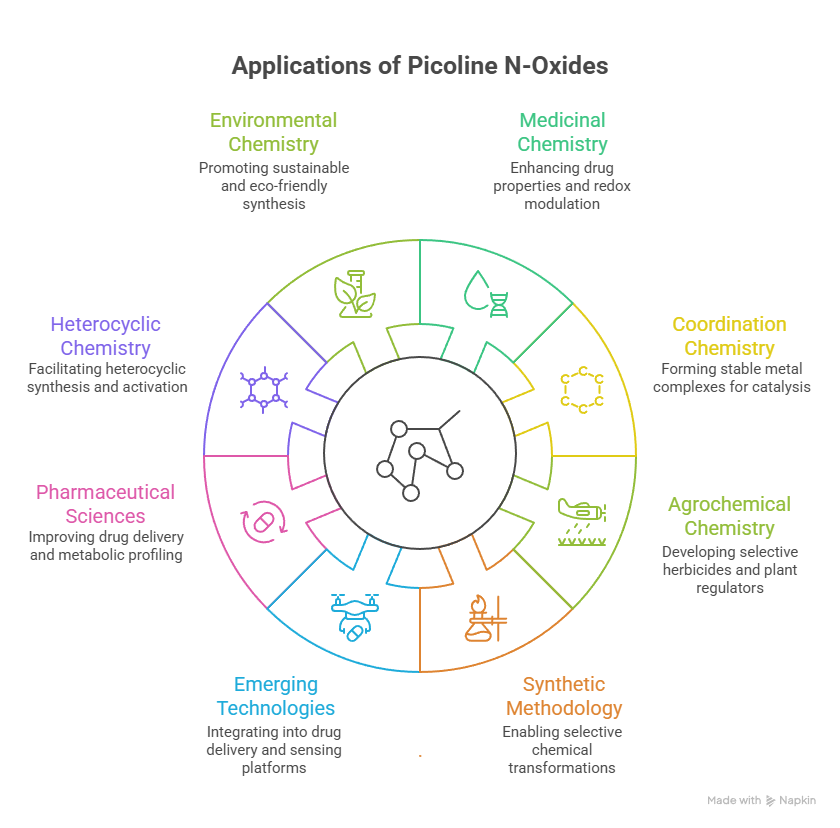 Applications of Picoline N-Oxides
Environmental
Chemistry
Promoting sustainable
and eco-friendly
synthesis
Medicinal
Chemistry
Enhancing drug
properties and redox
modulation
Heterocyclic
Chemistry
Facilitating heterocyclic
synthesis and activation
Coordination
Chemistry
Forming stable metal
complexes for catalysis
C
C
C
C
C
C
Pharmaceutical
Sciences
Improving drug delivery
and metabolic profiling
Agrochemical
Chemistry
Developing selective
herbicides and plant
regulators
Emerging
Technologies
Integrating into drug
delivery and sensing
platforms
Synthetic
Methodology
Enabling selective
chemical
transformations
Made with Napkin